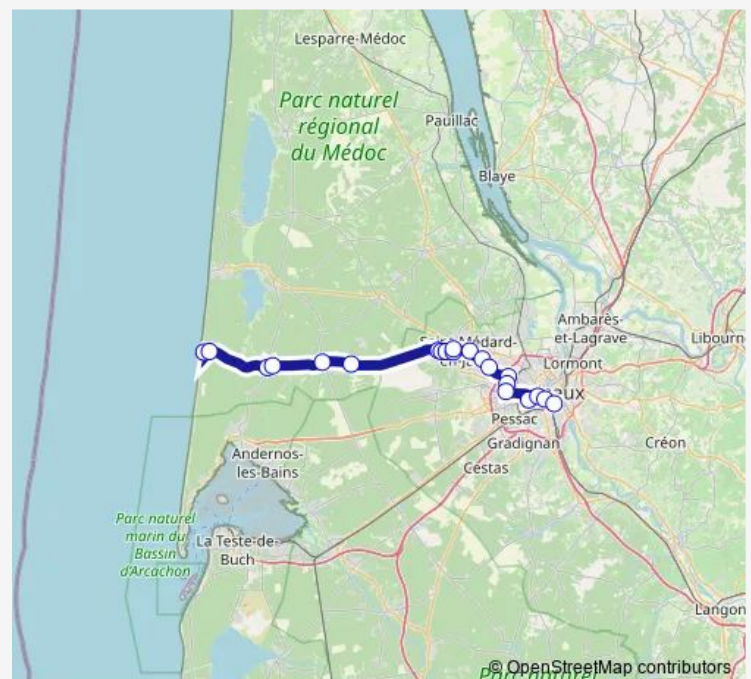 Lesparre-Médoc
Parc naturel
régional
du Médoc
Pauillac
Blaye
Ambarès-
et-Lagrave
Libourn
Lormont
Pessac
Gradignan
Créon
Cestas
Andernos-
les-Bains
Parc naturel
marin du
Bassin
d'Arcachon
La Teste-de-
Buch
Langon
© OpenStreetMap contributors